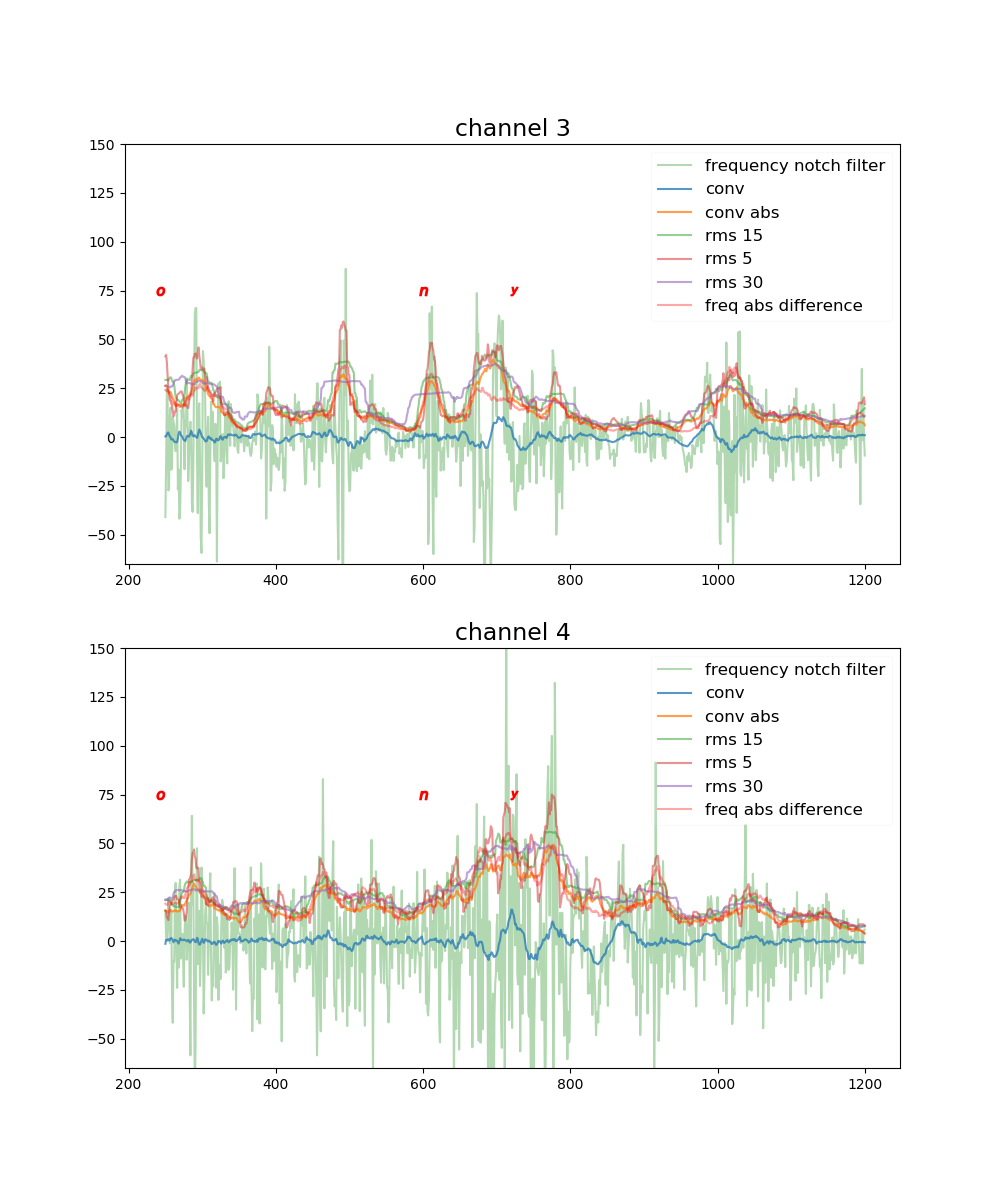 channel 3
150
125
100
75
50
25
0
−25
−50
200 400 600 800 1000 1200
frequency notch filter
conv
conv abs
rms 15
rms 5
rms 30
freq abs difference
o n y
channel 4
150
125
100
75
50
25
0
−25
−50
200 400 600 800 1000 1200
frequency notch filter
conv
conv abs
rms 15
rms 5
rms 30
freq abs difference
o n y